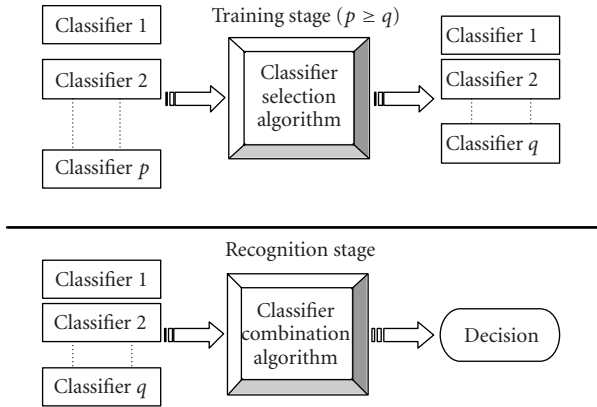 Training stage (p ≥ q)
Classifier 1
Classifier 2
Classifier p
Classifier
selection
algorithm
Classifier 1
Classifier 2
Classifier q
Recognition stage
Classifier 1
Classifier 2
Classifier q
Classifier
combination
algorithm
Decision